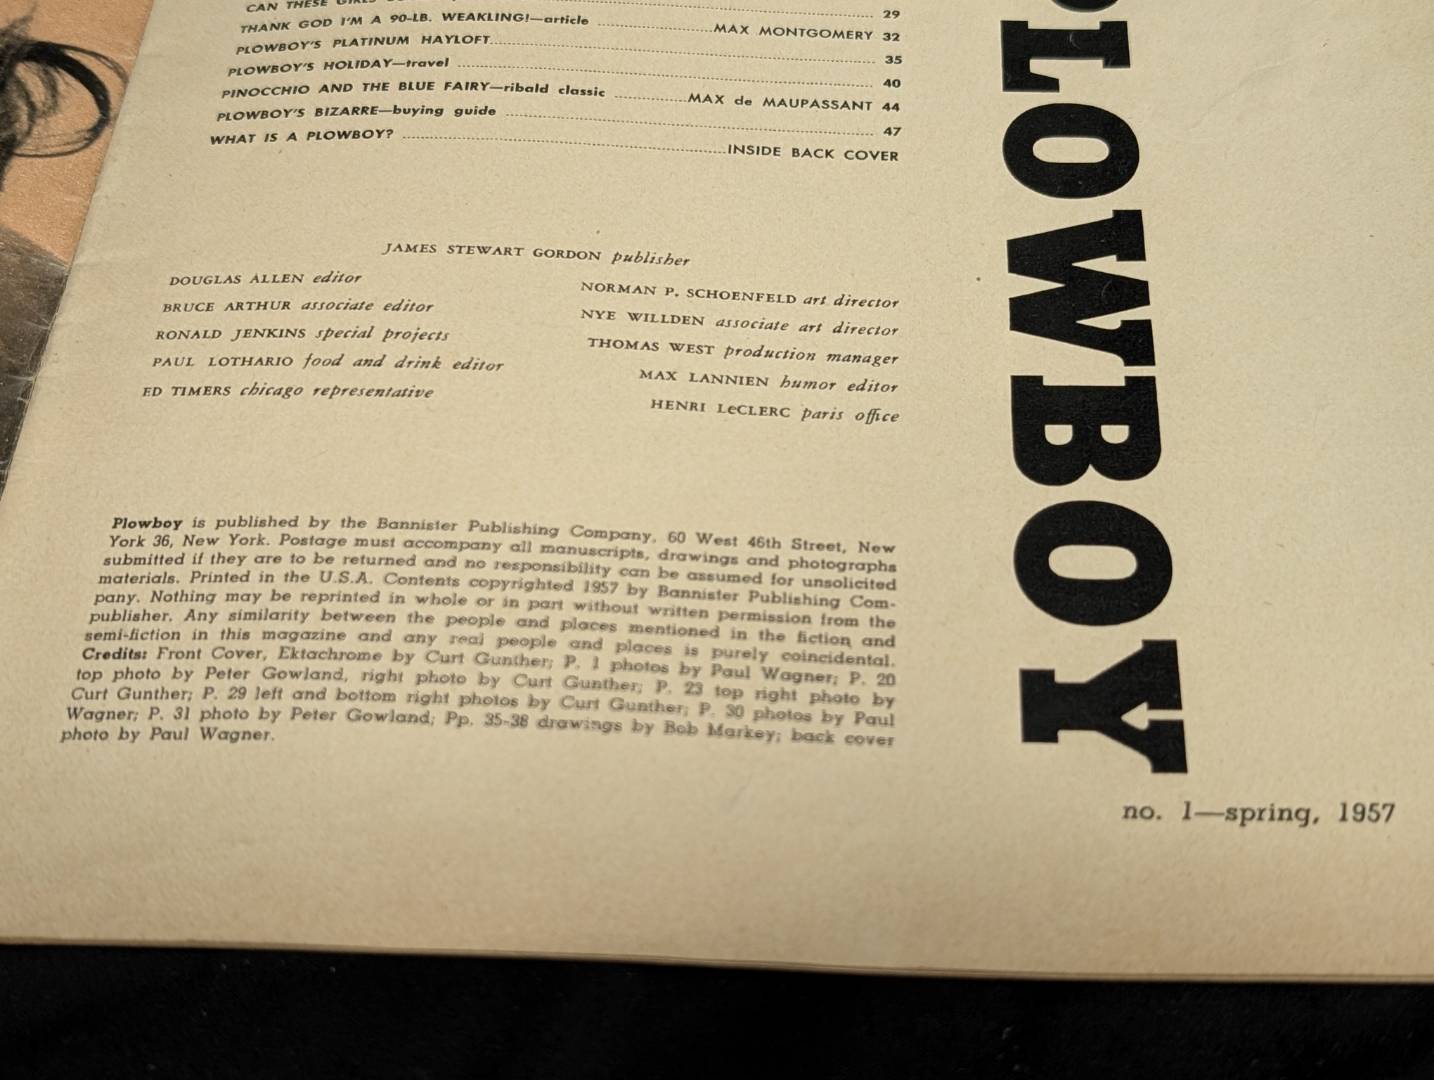 CAN THESE
29
THANK GOD I'M A 90-LB. WEAKLING!—article ........ MAX MONTGOMERY 32
PLOWBOY'S PLATINUM HAYLOFT........ 35
PLOWBOY'S HOLIDAY—travel ........ 40
PINOCCHIO AND THE BLUE FAIRY—ribald classic ........ MAX de MAUPASSANT 44
PLOWBOY'S BIZARRE—buying guide ........ 47
WHAT IS A PLOWBOY? ........ INSIDE BACK COVER
JAMES STEWART GORDON publisher
DOUGLAS ALLEN editor
BRUCE ARTHUR associate editor
RONALD JENKINS special projects
PAUL LOTHARIO food and drink editor
ED TIMERS chicago representative
NORMAN P. SCHOENFELD art director
NYE WILLDEN associate art director
THOMAS WEST production manager
MAX LANNIEN humor editor
HENRI LeCLERC paris office
Plowboy is published by the Bannister Publishing Company, 60 West 46th Street, New
York 36, New York. Postage must accompany all manuscripts, drawings and photographs
submitted if they are to be returned and no responsibility can be assumed for unsolicited
materials. Printed in the U.S.A. Contents copyrighted 1957 by Bannister Publishing Com-
pany. Nothing may be reprinted in whole or in part without written permission from the
publisher. Any similarity between the people and places mentioned in the fiction and
semi-fiction in this magazine and any real people and places is purely coincidental.
Credits: Front Cover, Ektachrome by Curt Gunther; P. 1 photos by Paul Wagner; P. 20
top photo by Peter Gowland, right photo by Curt Gunther; P. 23 top right photo by
Curt Gunther; P. 29 left and bottom right photos by Curt Gunther; P. 30 photos by Paul
Wagner; P. 31 photo by Peter Gowland; Pp. 35-38 drawings by Bob Markey; back cover
photo by Paul Wagner.
PLOWBOY
no. 1—spring, 1957